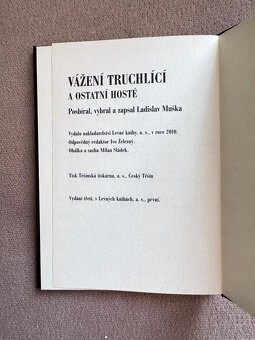 VÁŽENÍ TRUCHLÍCÍ
A OSTATNÍ HOSTÉ
Posbíral, vybral a zapsal Ladislav Muška
Vydalo nakladatelství Levné knihy, a. s., v roce 2010.
Odpovědný redaktor Ivo Železný.
Obálka a sazba Milan Sládek.
Tisk Těšínská tiskárna, a. s., Český Těšín
Vydání třetí, v Levných knihách, a. s., první.